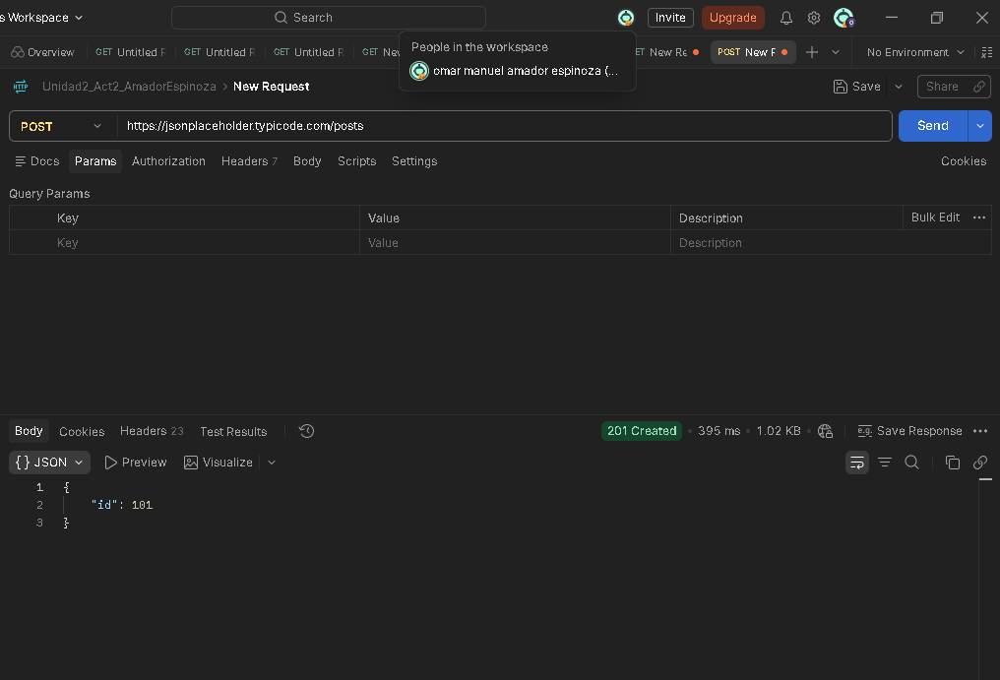 s Workspace Search Invite Upgrade
Overview GET Untitled R GET Untitled R GET Untitled R GET Nev ET New Re POST New F No Environment
People in the workspace
omar manuel amador espinoza (...
HTTP Unidad2_Act2_AmadorEspinoza > New Request Save Share
POST https://jsonplaceholder.typicode.com/posts Send
Docs Params Authorization Headers 7 Body Scripts Settings Cookies
Query Params
Key Value Description Bulk Edit
Key Value Description
Body Cookies Headers 23 Test Results 201 Created 395 ms 1.02 KB e.g. Save Response
{} JSON Preview Visualize
1 {
2 "id": 101
3 }